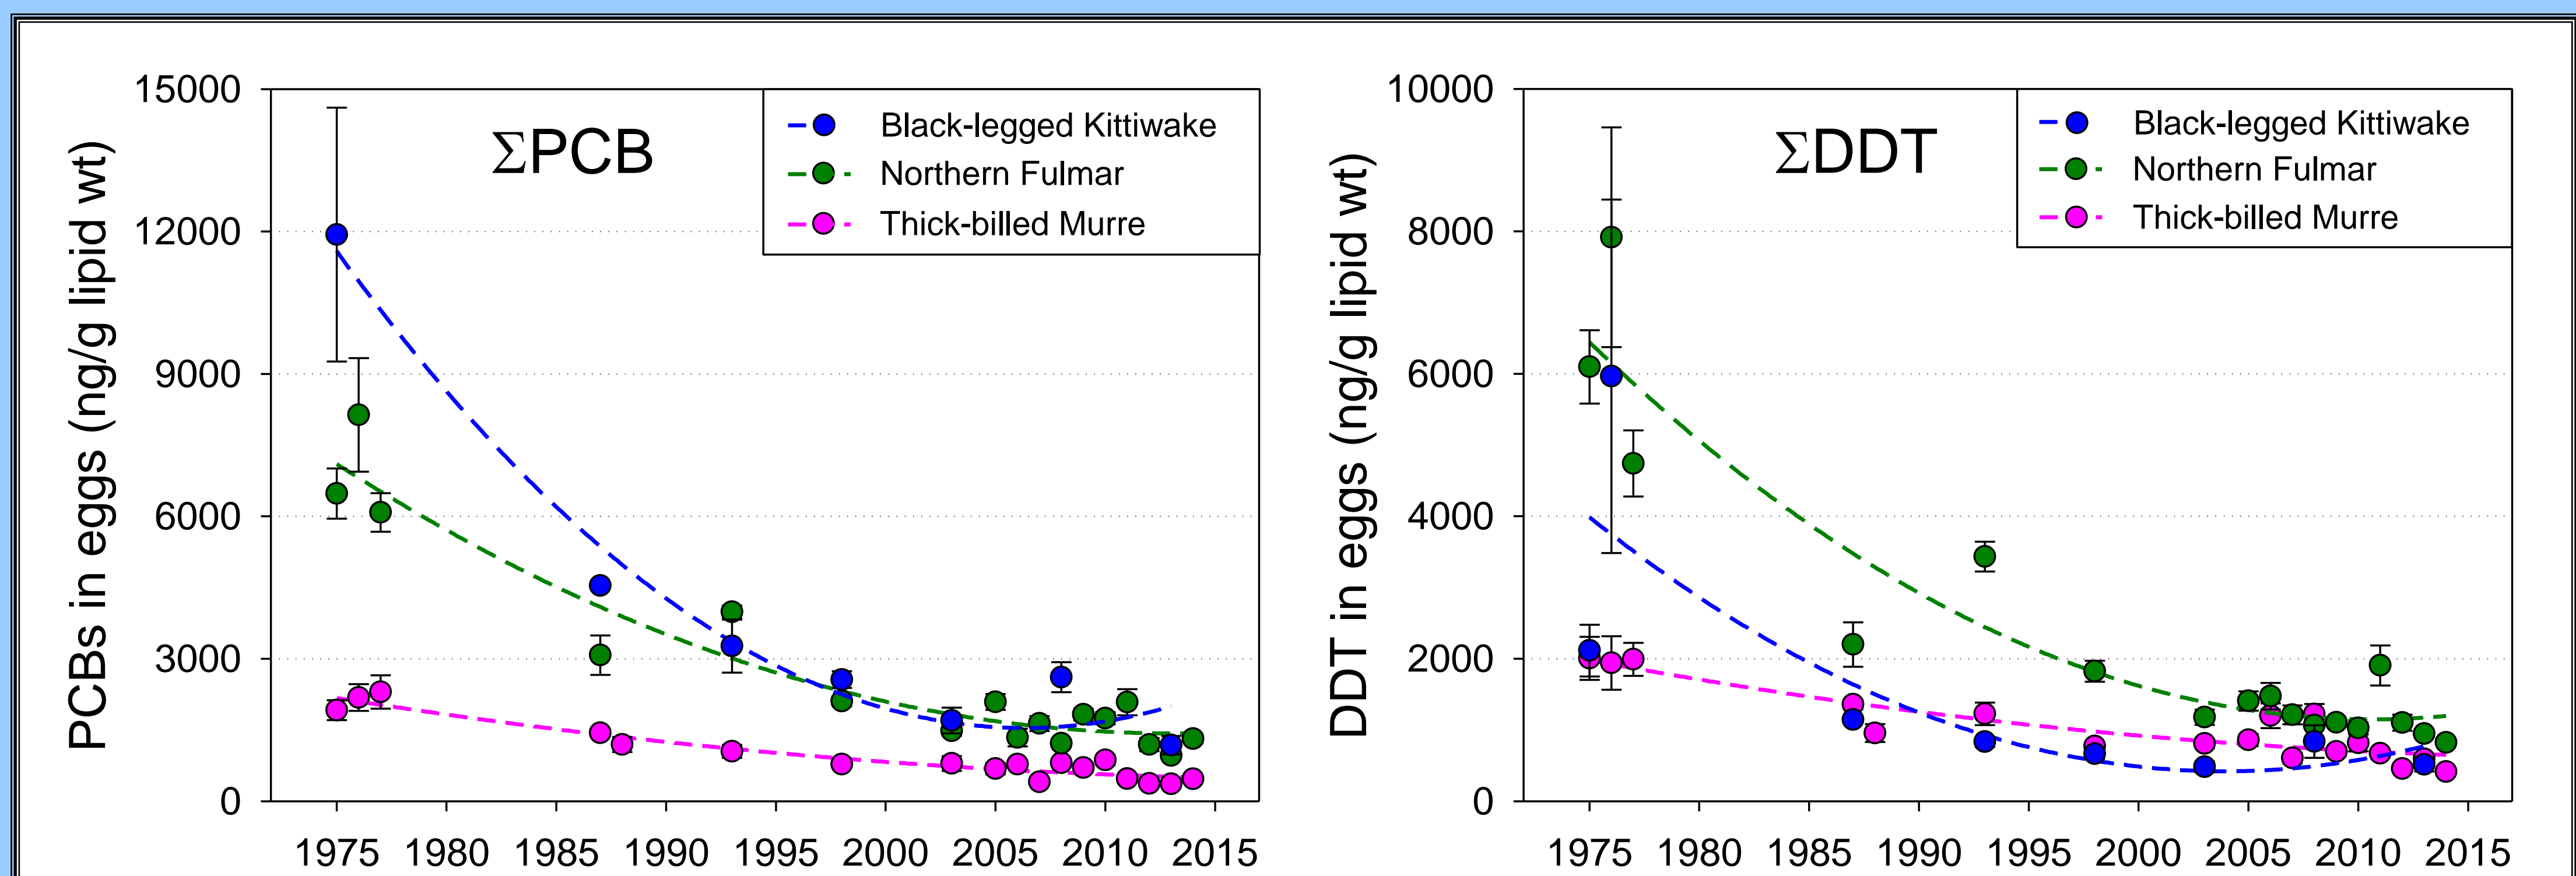 ΣPCB
Black-legged Kittiwake
Northern Fulmar
Thick-billed Murre
PCBs in eggs (ng/g lipid wt)
15000
12000
9000
6000
3000
0
1975 1980 1985 1990 1995 2000 2005 2010 2015
ΣDDT
Black-legged Kittiwake
Northern Fulmar
Thick-billed Murre
DDT in eggs (ng/g lipid wt)
10000
8000
6000
4000
2000
0
1975 1980 1985 1990 1995 2000 2005 2010 2015